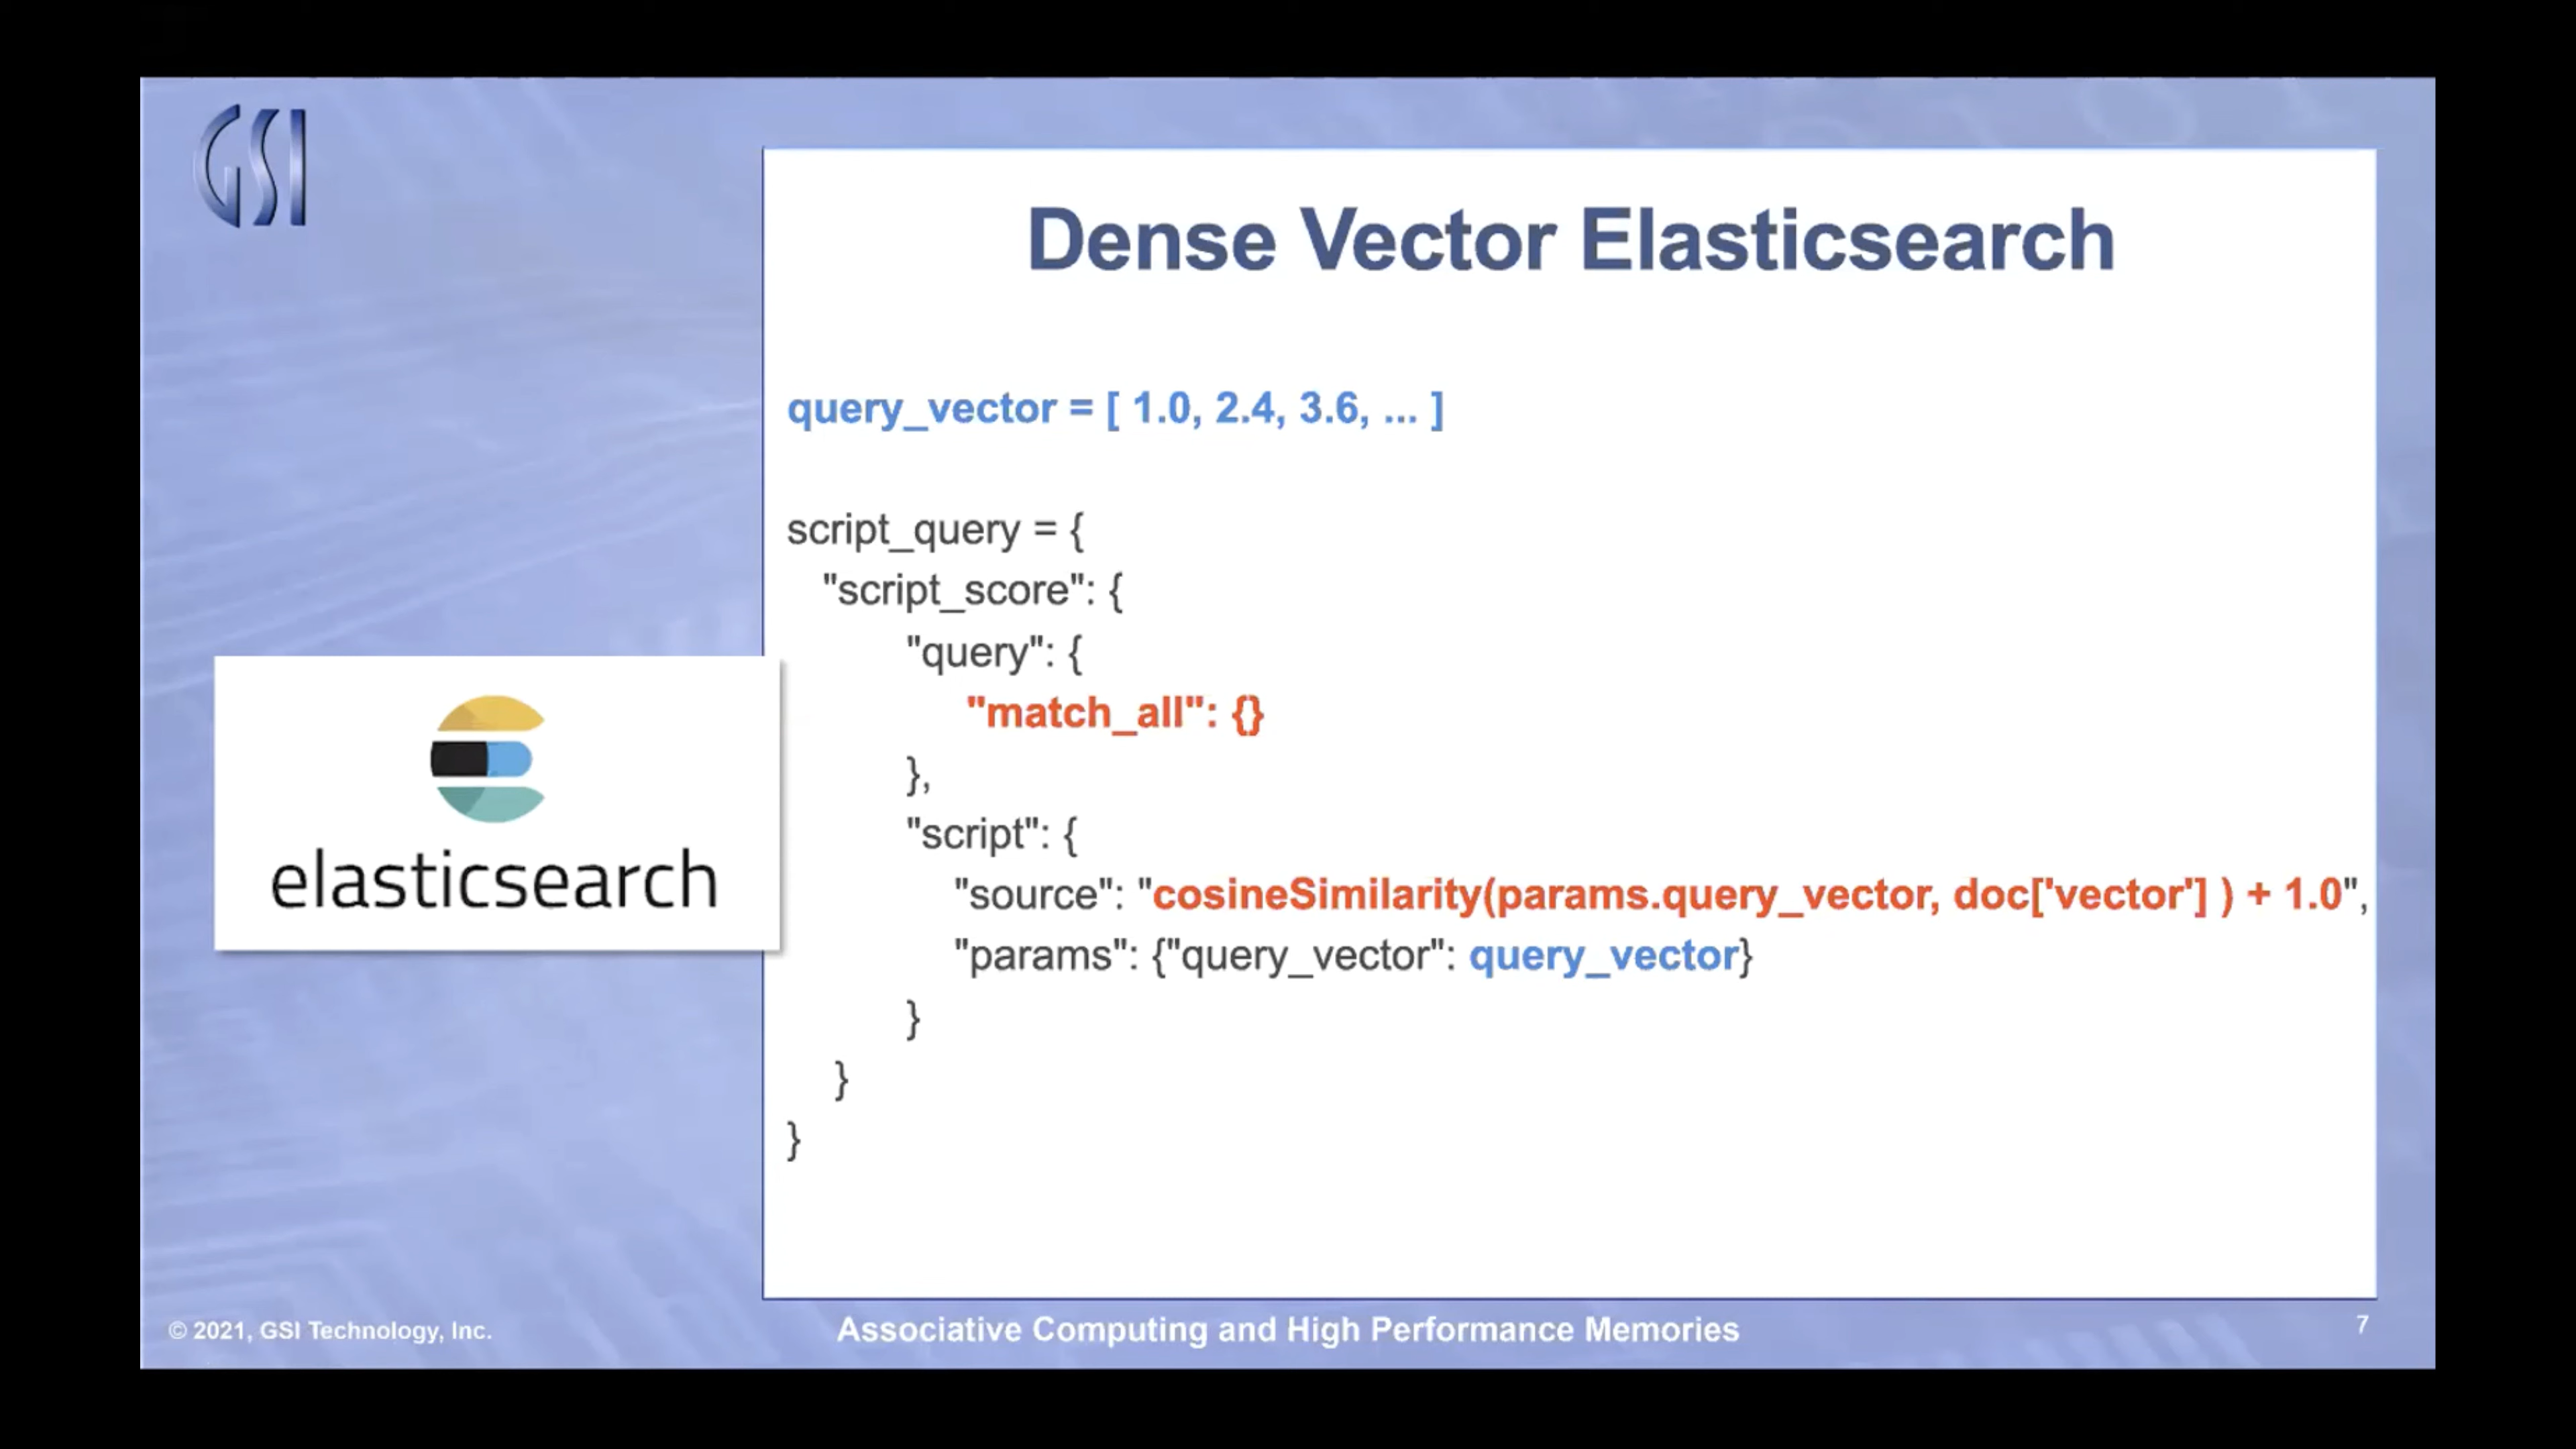 GSI
Dense Vector Elasticsearch
query_vector = [ 1.0, 2.4, 3.6, ... ]
script_query = {
"script_score": {
"query": {
"match_all": {}
},
"script": {
"source": "cosineSimilarity(params.query_vector, doc['vector'] ) + 1.0",
"params": {"query_vector": query_vector}
}
}
}
elasticsearch
© 2021, GSI Technology, Inc.
Associative Computing and High Performance Memories
7